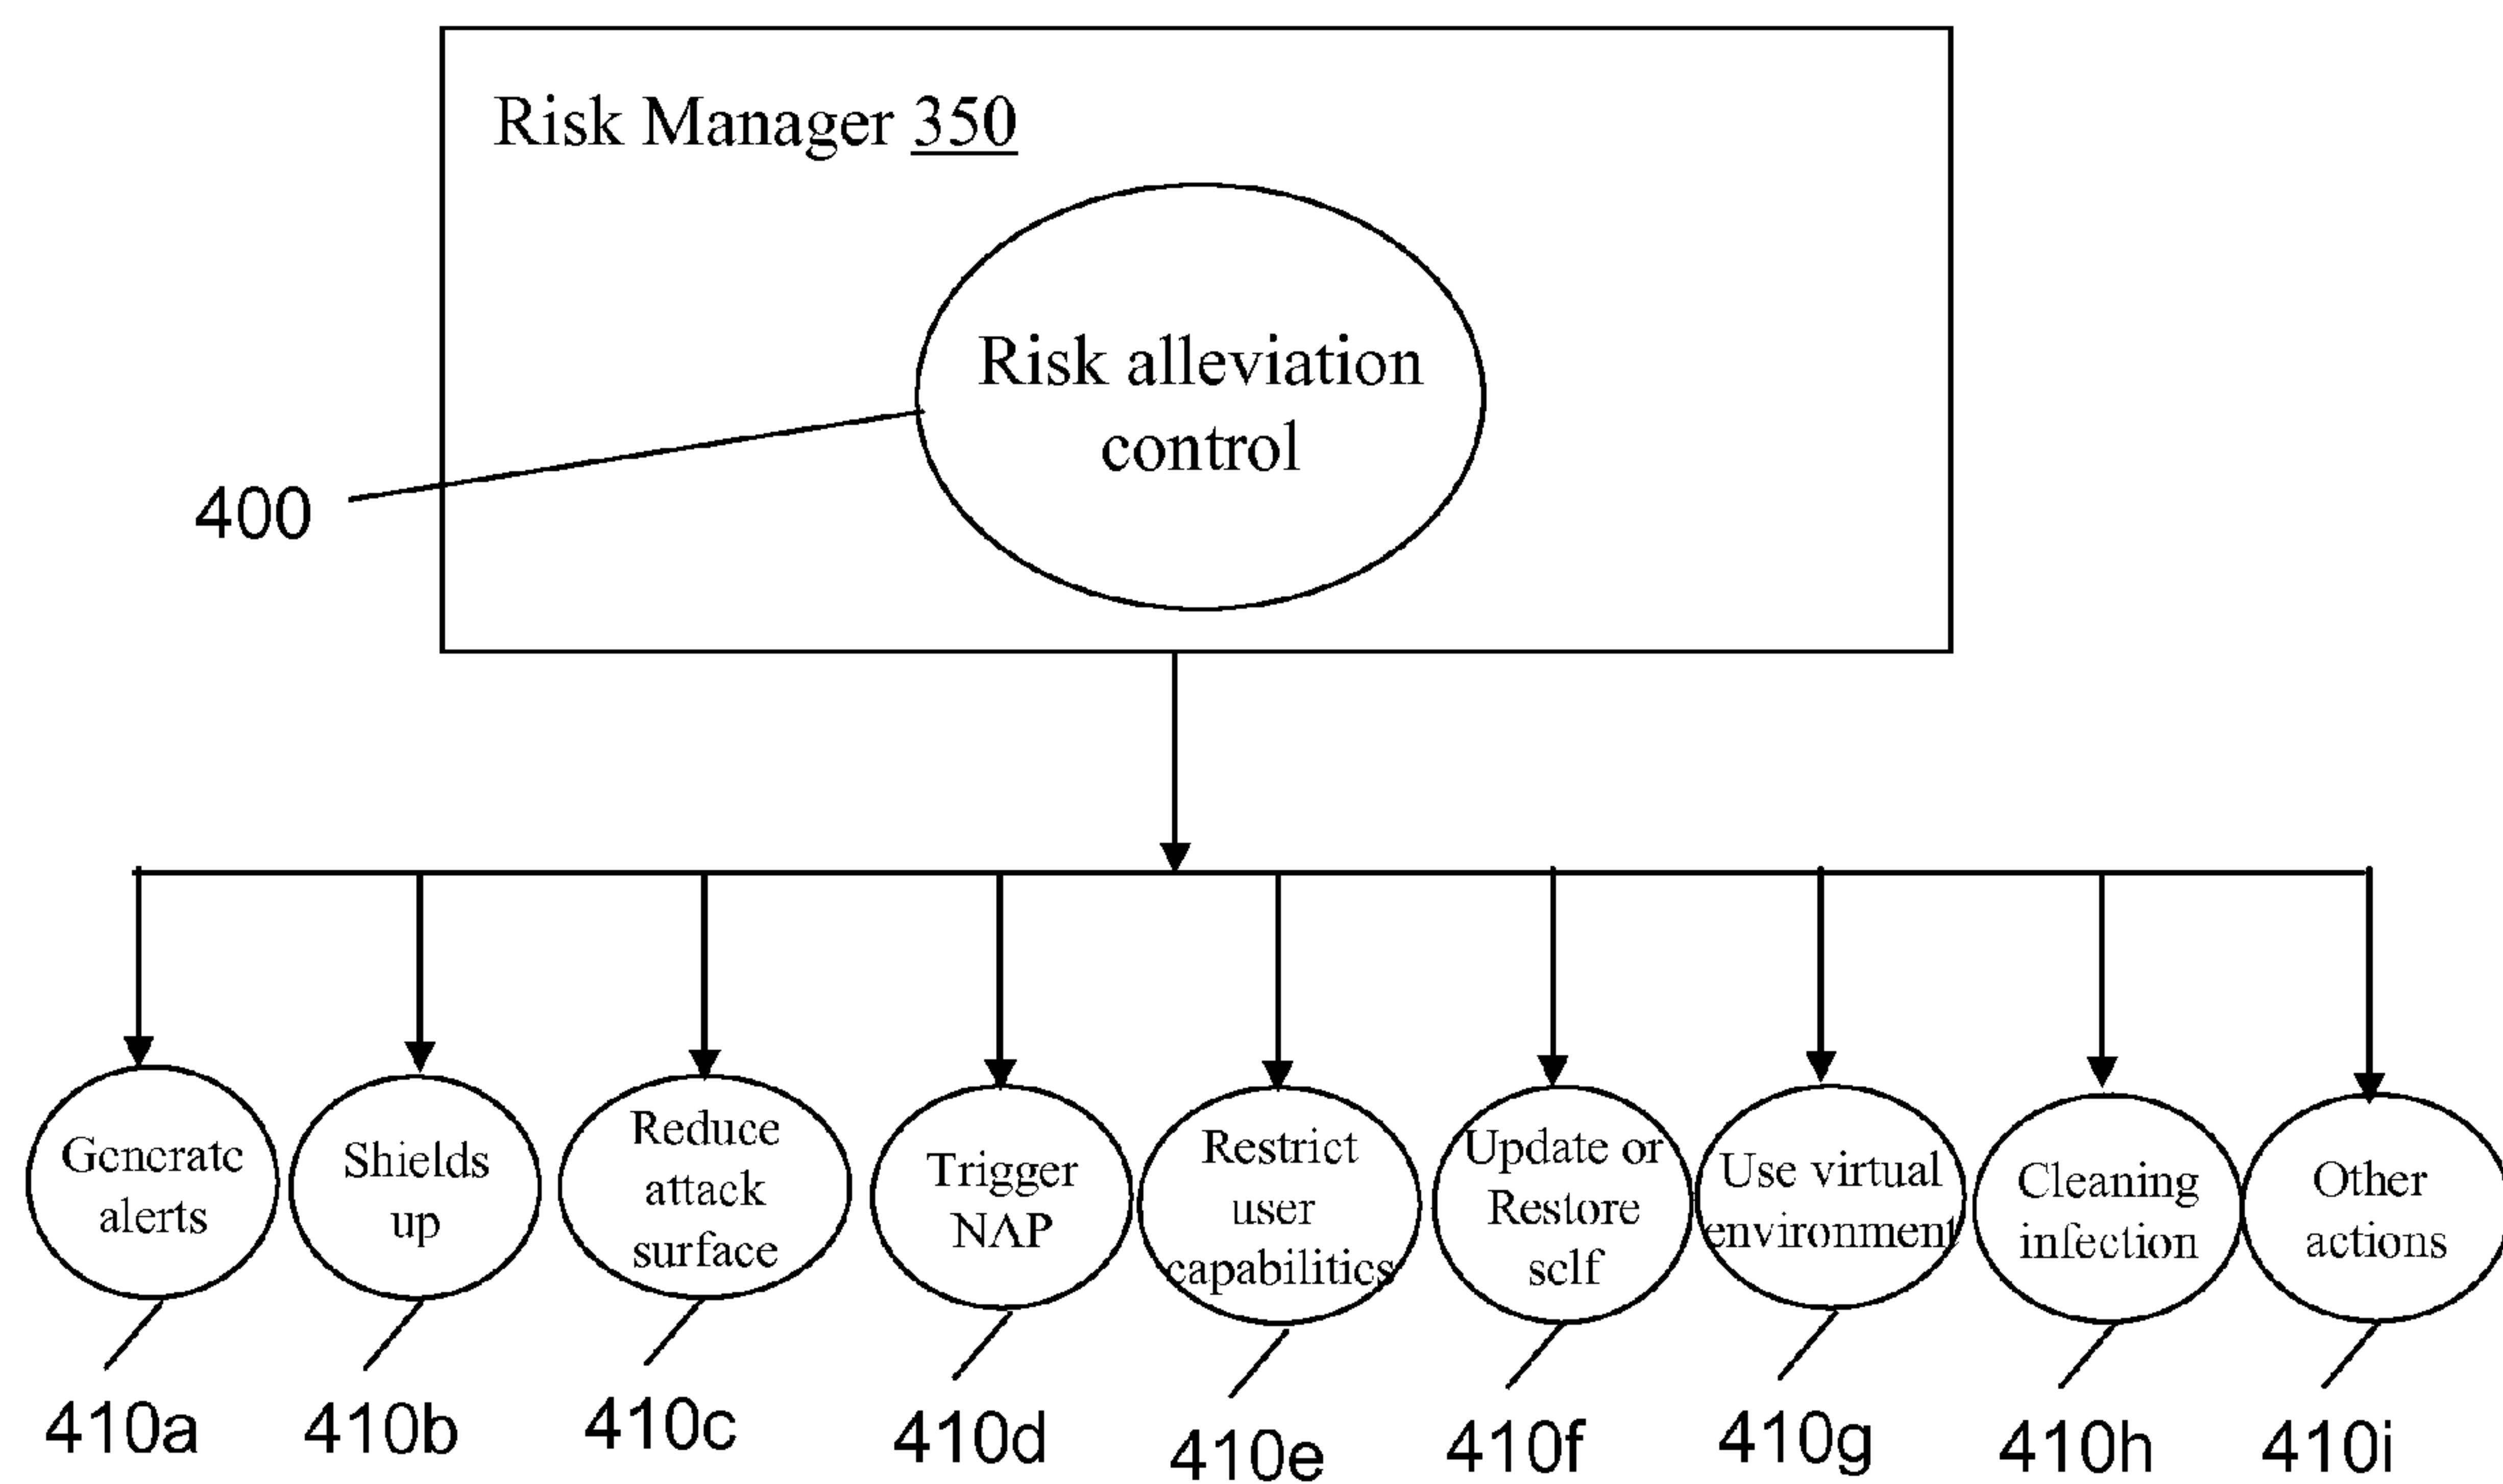 Risk Manager 350
Risk alleviation
control
400
Generate
alerts
Shields
up
Reduce
attack
surface
Trigger
NAP
Restrict
user
capabilities
Update or
Restore
self
Use virtual
environment
Cleaning
infection
Other
actions
410a
410b
410c
410d
410e
410f
410g
410h
410i